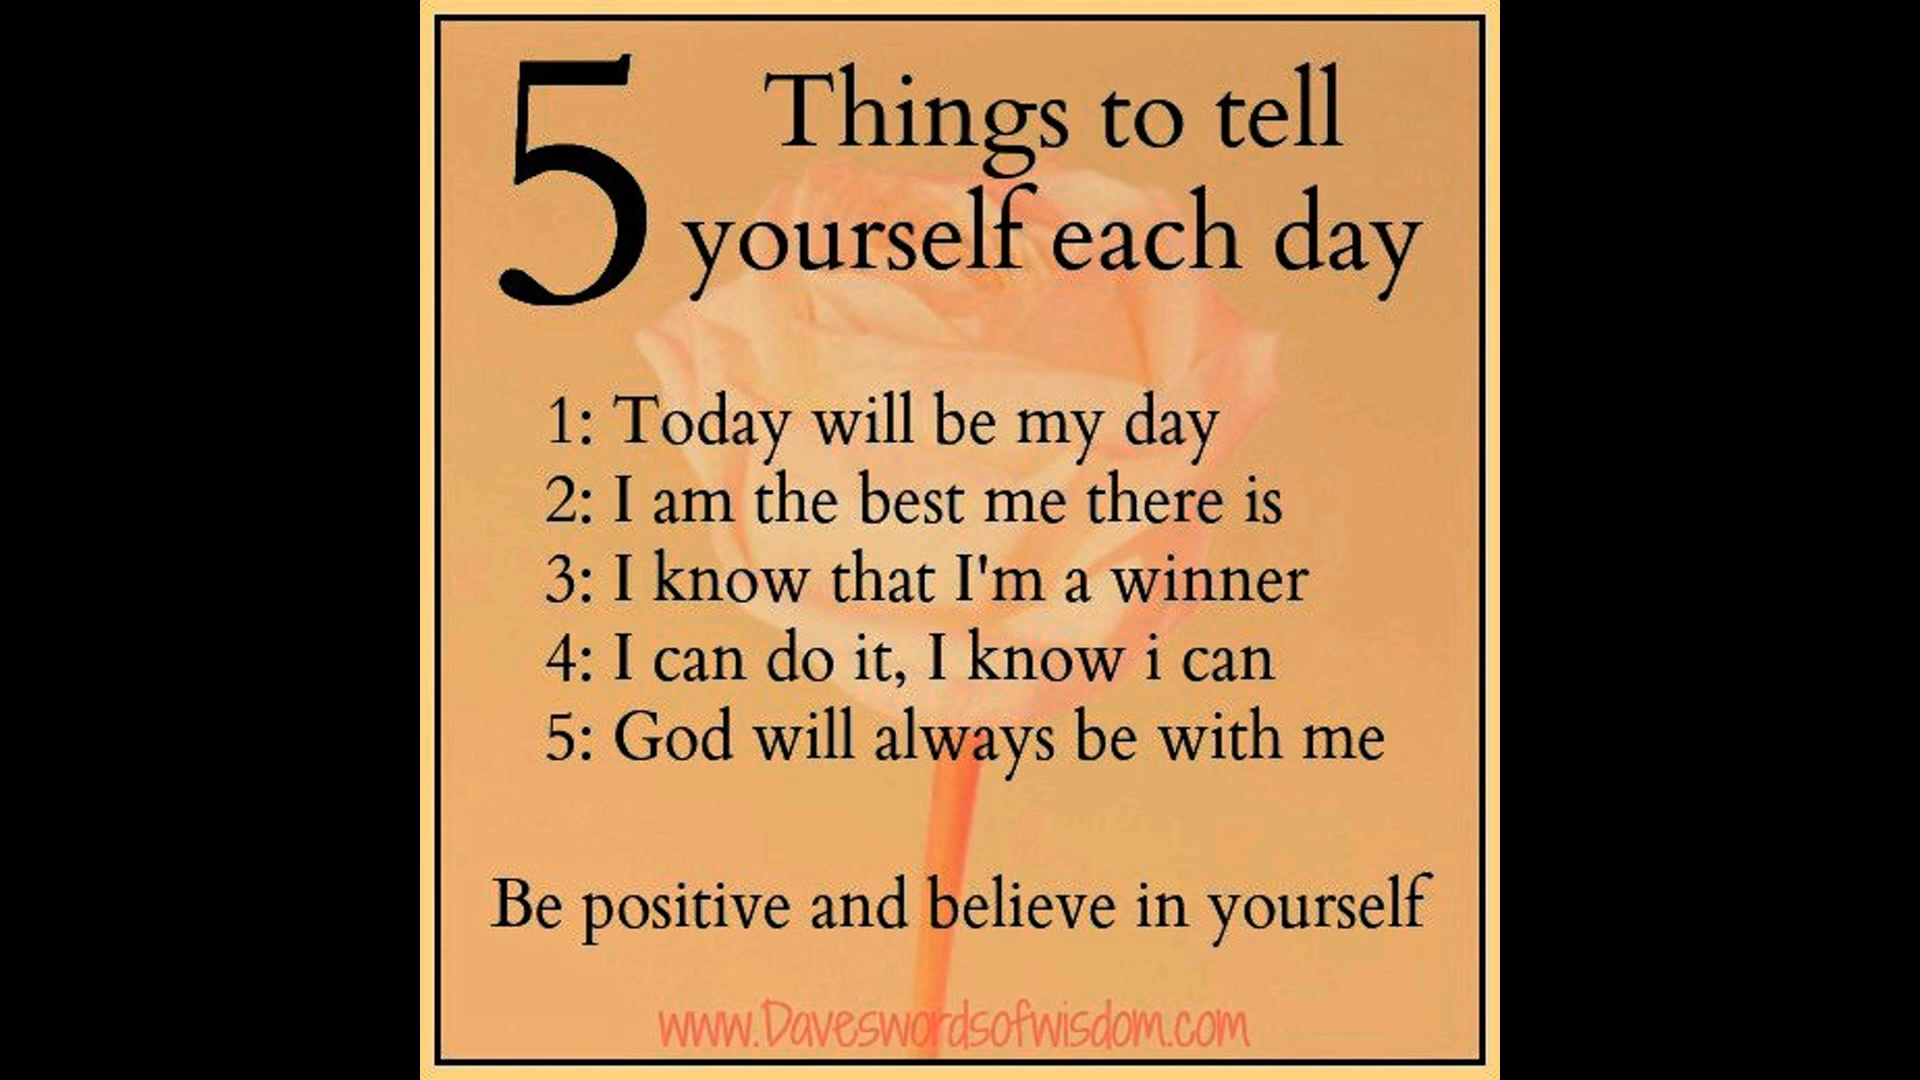 5 Things to tell
yourself each day
1: Today will be my day
2: I am the best me there is
3: I know that I'm a winner
4: I can do it, I know i can
5: God will always be with me
Be positive and believe in yourself
www.Daveswordsofwisdom.com